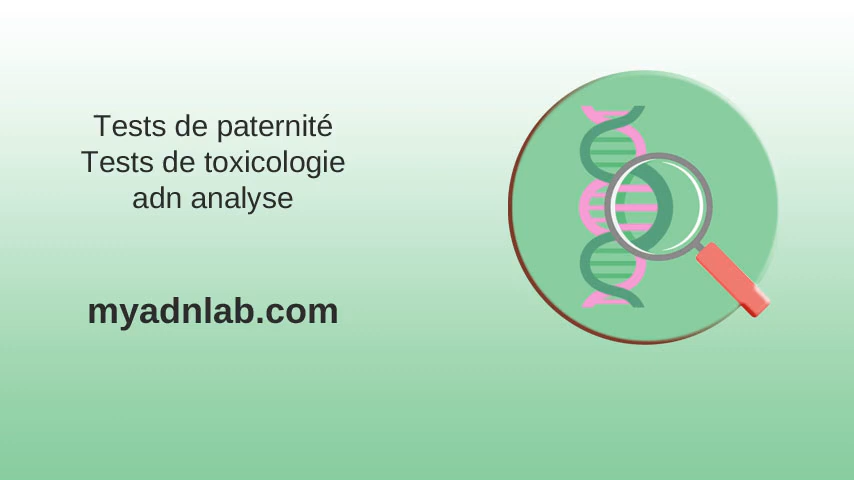 Tests de paternité
Tests de toxicologie
adn analyse
myadnlab.com